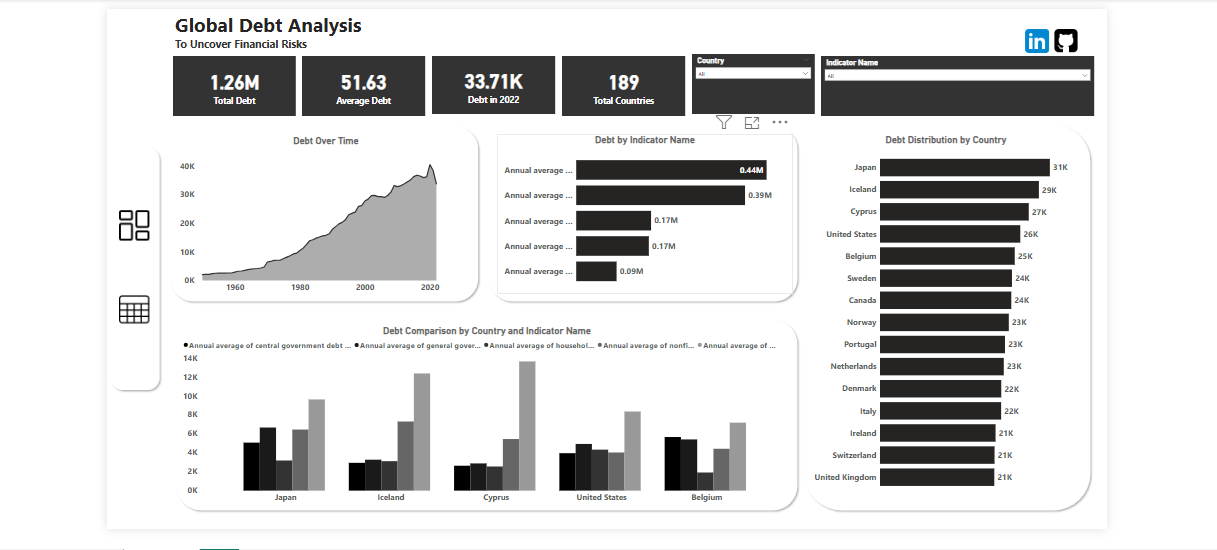 Global Debt Analysis
To Uncover Financial Risks
in
1.26M
Total Debt
51.63
Average Debt
33.71K
Debt in 2022
189
Total Countries
Country
All
Indicator Name
All
Debt Over Time
40K
30K
20K
10K
0K
1960 1980 2000 2020
Debt by Indicator Name
Annual average ... 0.44M
Annual average ... 0.39M
Annual average ... 0.17M
Annual average ... 0.17M
Annual average ... 0.09M
Debt Distribution by Country
Japan 31K
Iceland 29K
Cyprus 27K
United States 26K
Belgium 25K
Sweden 24K
Canada 24K
Norway 23K
Portugal 23K
Netherlands 23K
Denmark 22K
Italy 22K
Ireland 21K
Switzerland 21K
United Kingdom 21K
Debt Comparison by Country and Indicator Name
Annual average of central government debt ... Annual average of general gover... Annual average of househol... Annual average of nonfi... Annual average of ...
14K
12K
10K
8K
6K
4K
2K
0K
Japan Iceland Cyprus United States Belgium